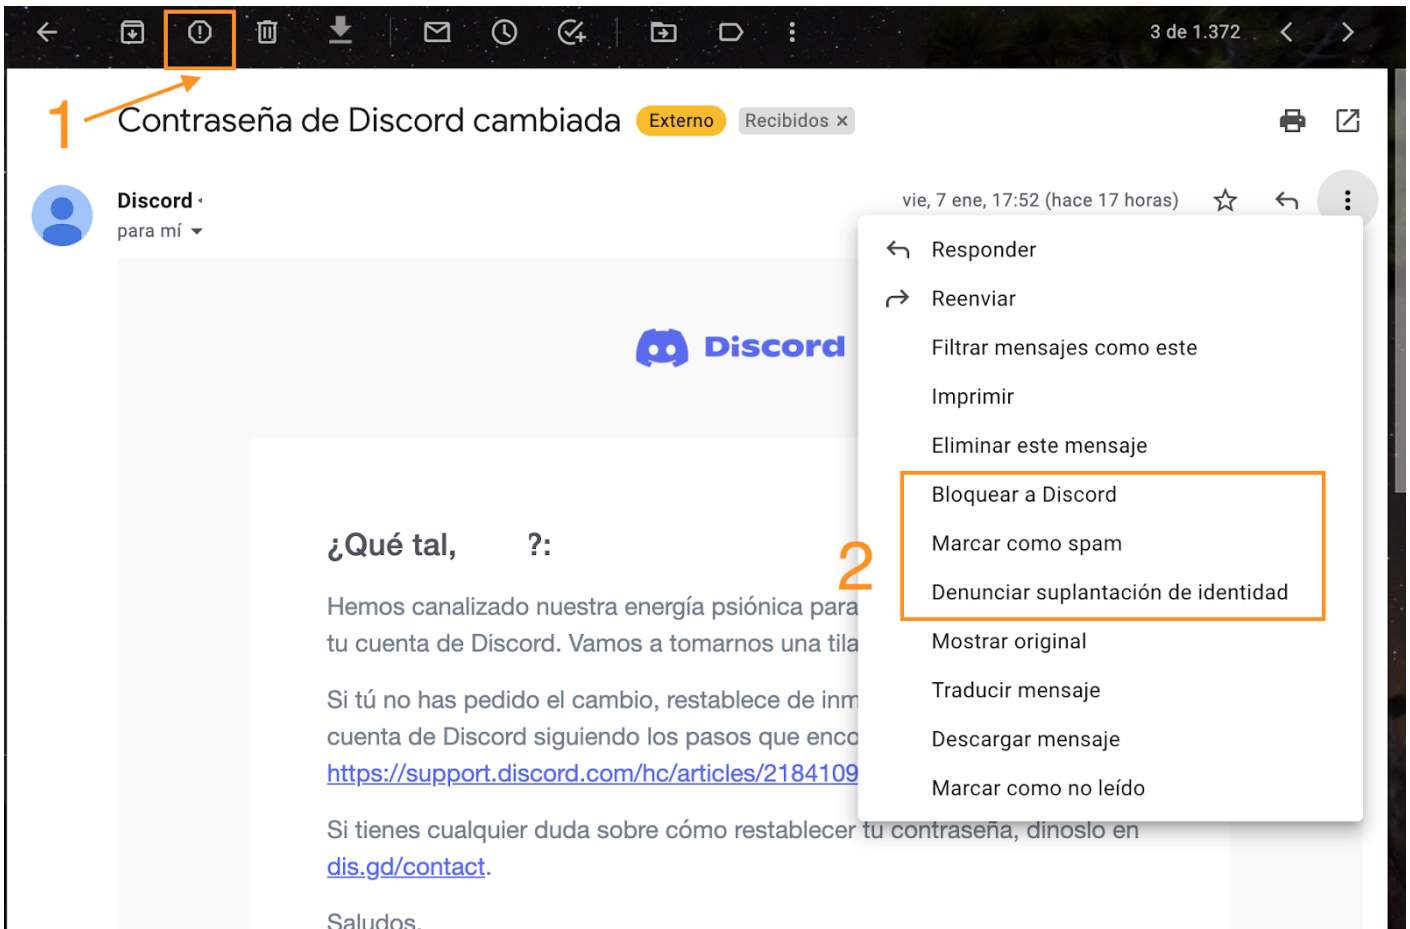 3 de 1.372
1
Contraseña de Discord cambiada Externo Recibidos ×
Discord
vie, 7 ene, 17:52 (hace 17 horas)
para mí
Responder
Reenviar
Filtrar mensajes como este
Imprimir
Eliminar este mensaje
Bloquear a Discord
Marcar como spam
Denunciar suplantación de identidad
Mostrar original
Traducir mensaje
Descargar mensaje
Marcar como no leído
2
Discord
¿Qué tal, ?:
Hemos canalizado nuestra energía psiónica para
tu cuenta de Discord. Vamos a tomarnos una tila
Si tú no has pedido el cambio, restablece de inm
cuenta de Discord siguiendo los pasos que enco
https://support.discord.com/hc/articles/2184109
Si tienes cualquier duda sobre cómo restablecer tu contraseña, dinoslo en
dis.gd/contact.
Saludos.